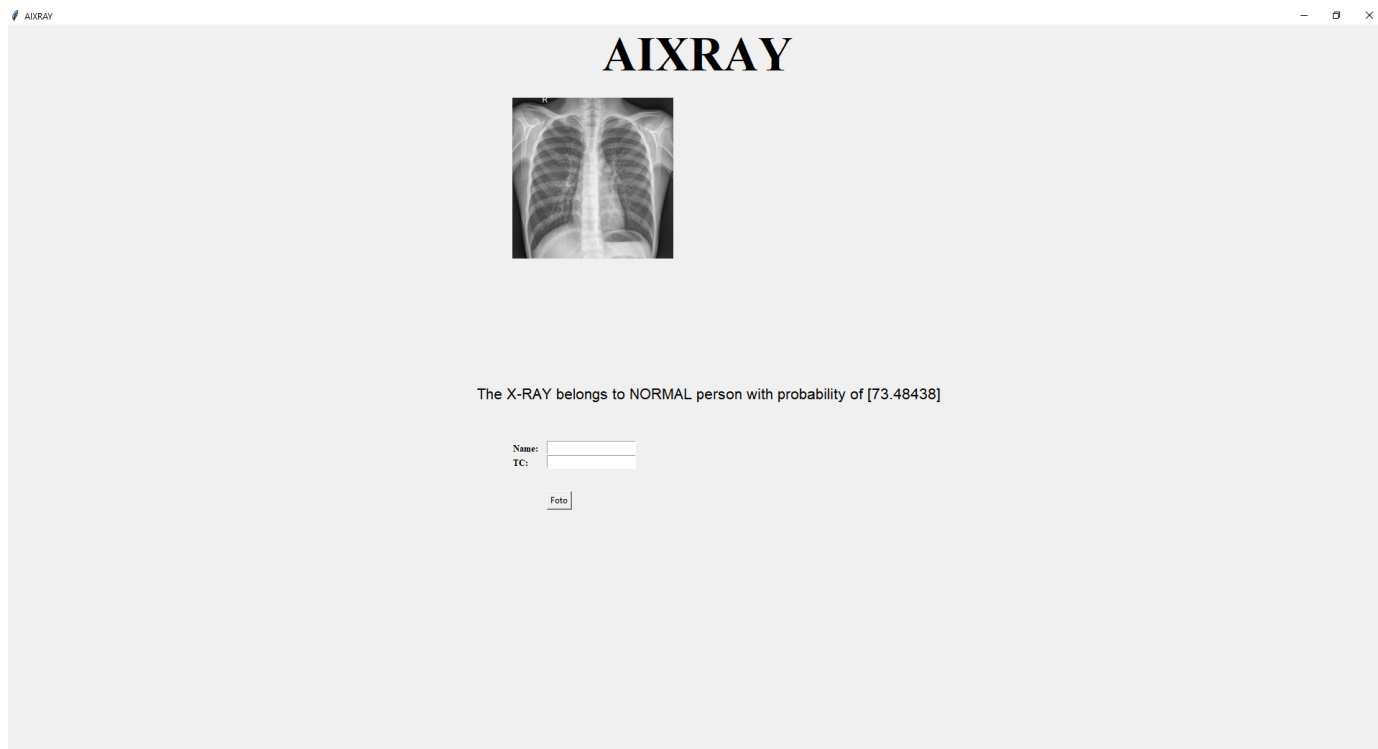 AIXRAY
AIXRAY
R
The X-RAY belongs to NORMAL person with probability of [73.48438]
Name:
TC:
Foto